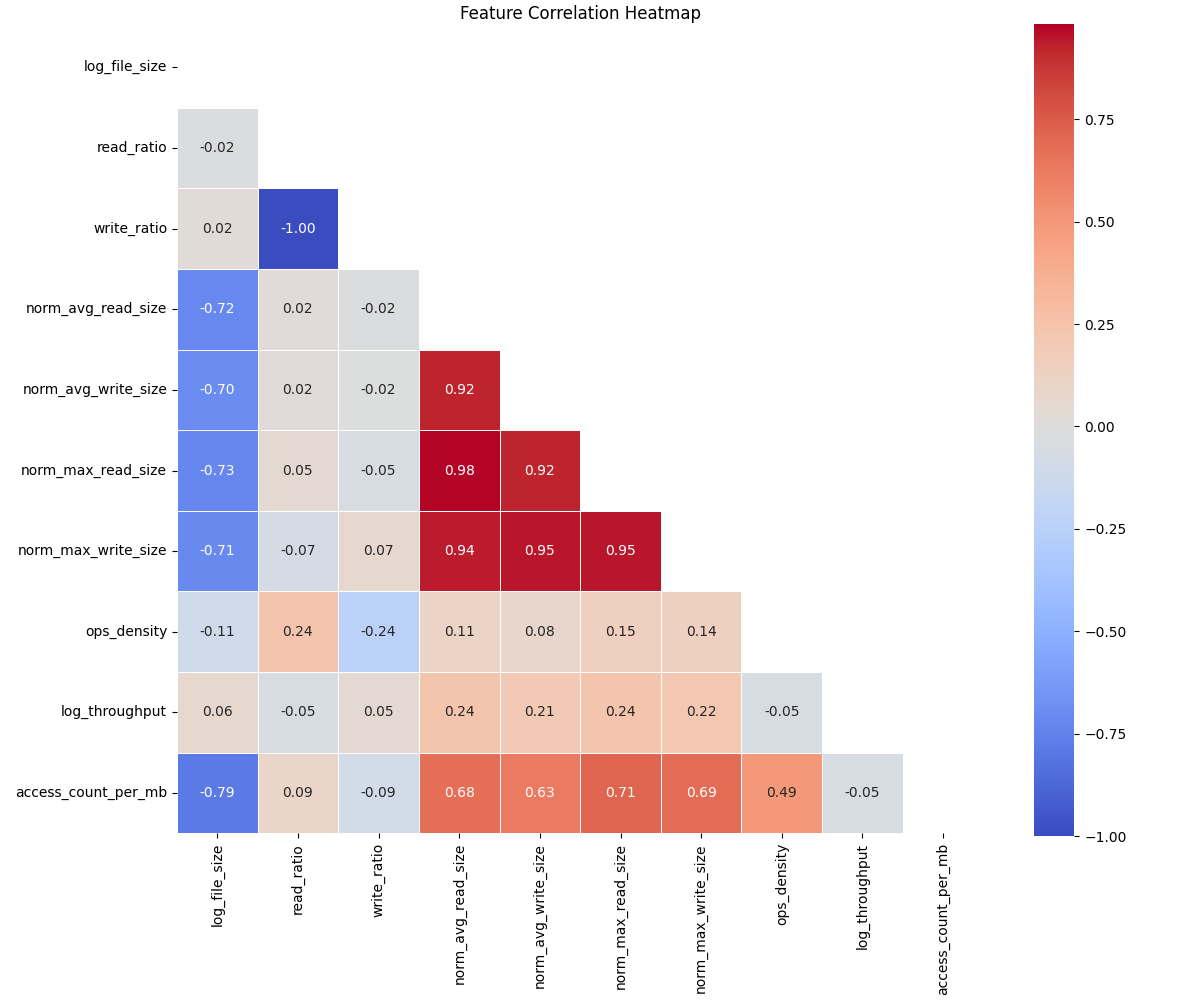 Feature Correlation Heatmap
log_file_size
read_ratio -0.02
write_ratio 0.02 -1.00
norm_avg_read_size -0.72 0.02 -0.02
norm_avg_write_size -0.70 0.02 -0.02 0.92
norm_max_read_size -0.73 0.05 -0.05 0.98 0.92
norm_max_write_size -0.71 -0.07 0.07 0.94 0.95 0.95
ops_density -0.11 0.24 -0.24 0.11 0.08 0.15 0.14
log_throughput 0.06 -0.05 0.05 0.24 0.21 0.24 0.22 -0.05
access_count_per_mb -0.79 0.09 -0.09 0.68 0.63 0.71 0.69 0.49 -0.05
log_file_size
read_ratio
write_ratio
norm_avg_read_size
norm_avg_write_size
norm_max_read_size
norm_max_write_size
ops_density
log_throughput
access_count_per_mb
0.75
0.50
0.25
0.00
−0.25
−0.50
−0.75
−1.00